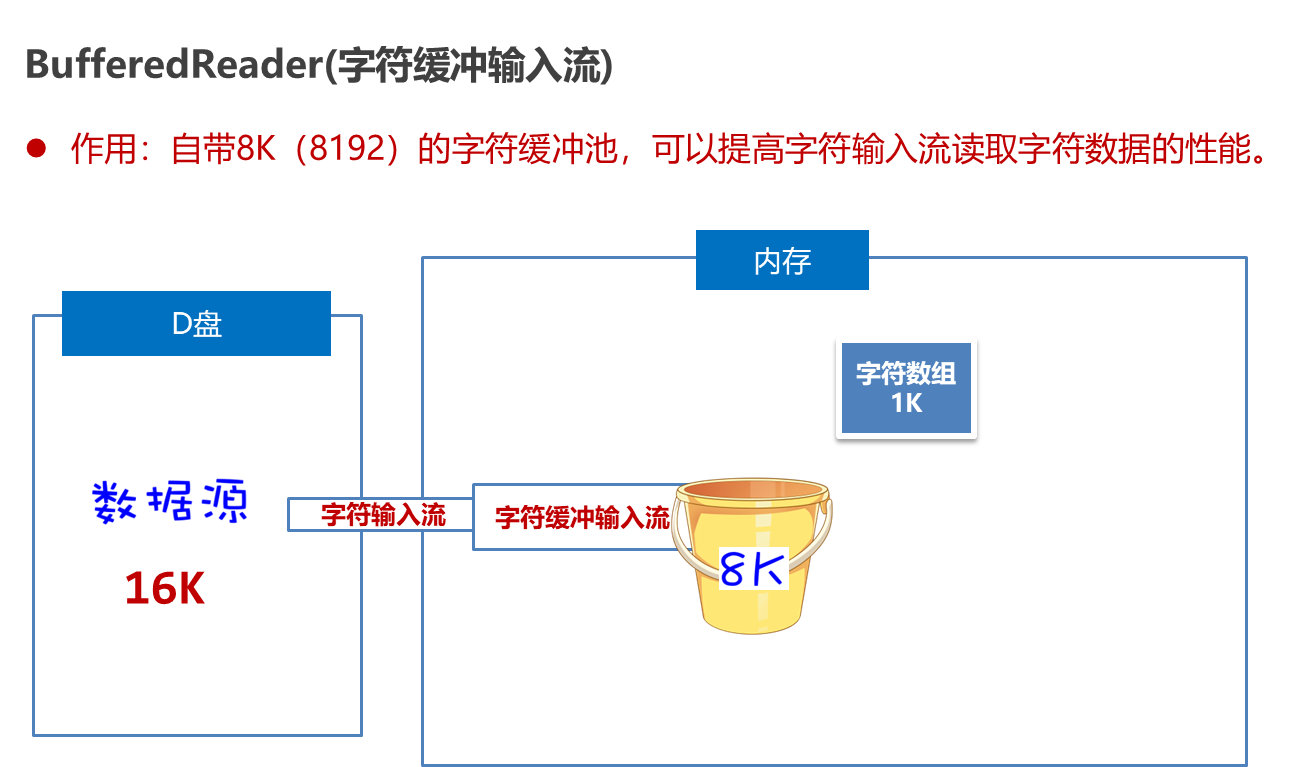 BufferedReader(字符缓冲输入流)
作用：自带8K（8192）的字符缓冲池，可以提高字符输入流读取字符数据的性能。
内存
D盘
字符数组
1K
数据源
字符输入流
字符缓冲输入流
8K
16K